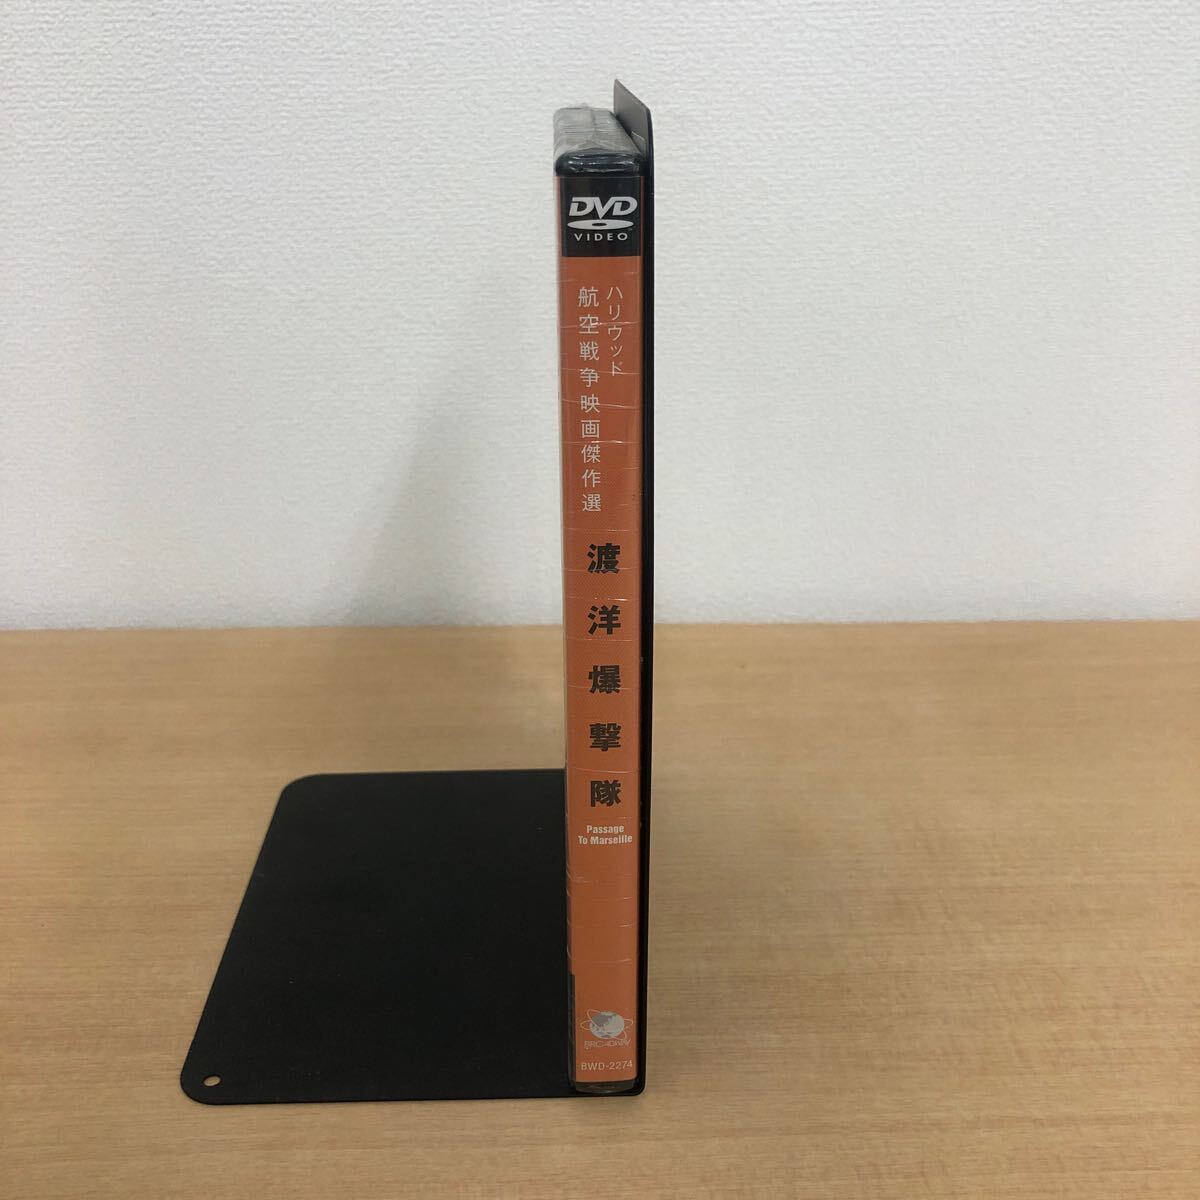 DVD
VIDEO
ハリウッド
航空戦争映画傑作選
渡洋爆撃隊
Passage
To Marseille
BROADWAY
BWD-2274